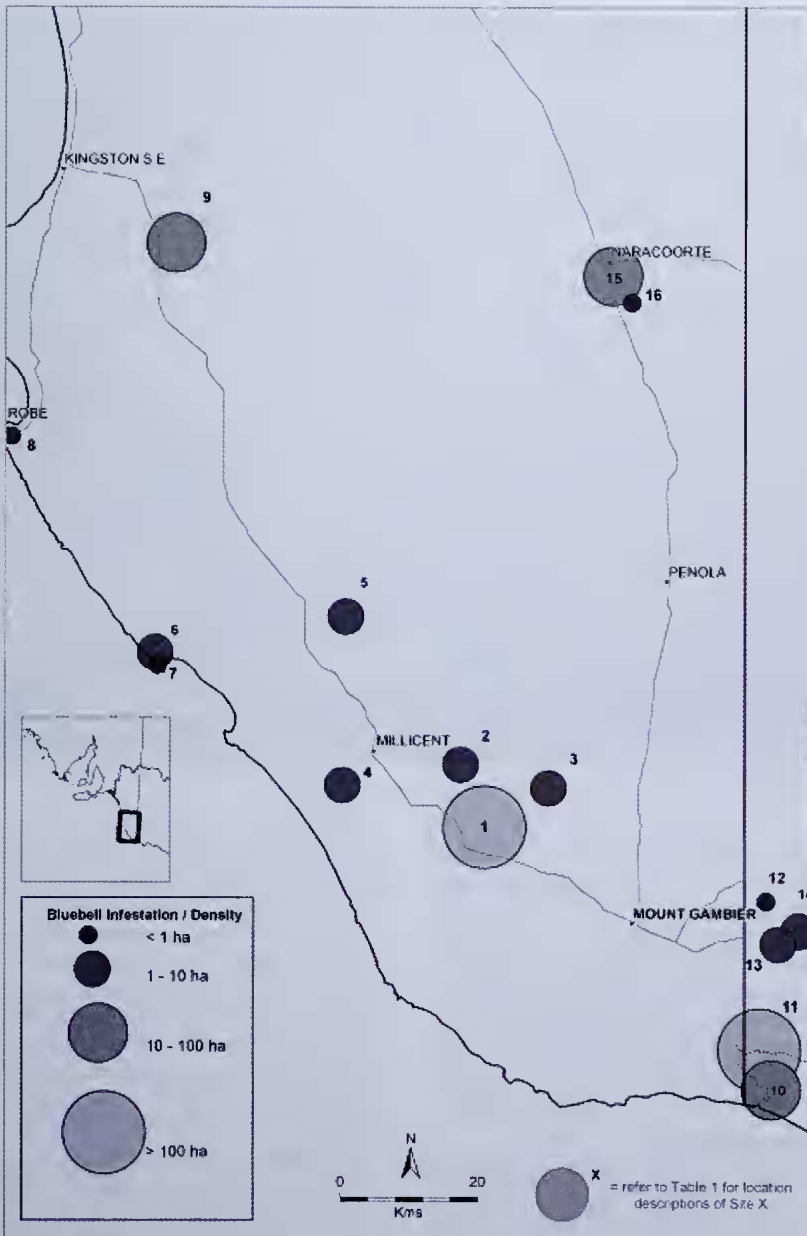 KINGSTON S E
9
NARACOORTE
15
16
ROBE
8
5
PENOLA
6
7
MILLICENT
2
3
4
1
12
MOUNT GAMBIER
14
13
11
10
Bluebell Infestation / Density
< 1 ha
1 - 10 ha
10 - 100 ha
> 100 ha
N
0 20
Kms
X
= refer to Table 1 for location
descriptions of Site X